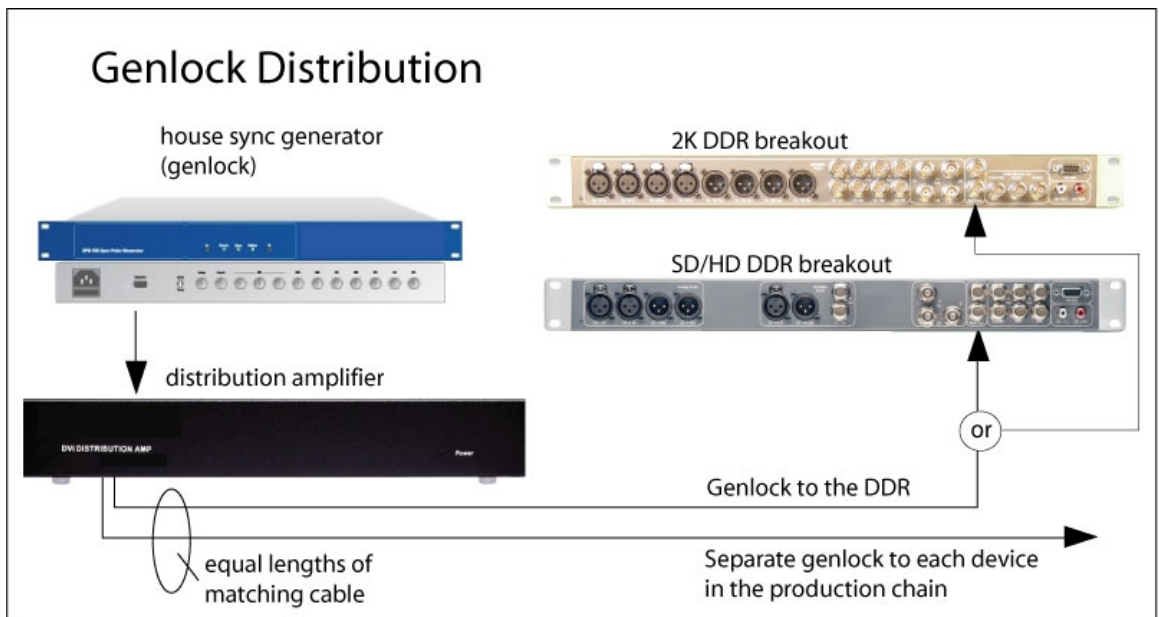 Genlock Distribution
house sync generator
(genlock)
2K DDR breakout
SD/HD DDR breakout
distribution amplifier
DVI DISTRIBUTION AMP
Power
or
Genlock to the DDR
equal lengths of
matching cable
Separate genlock to each device
in the production chain